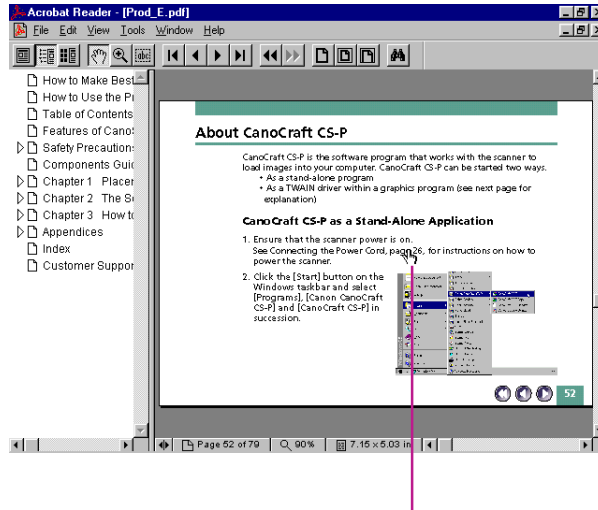 Acrobat Reader - [Prod_E.pdf]
File Edit View Tools Window Help
How to Make Best
How to Use the Pr
Table of Contents
Features of Cano
Safety Precaution
Components Guid
Chapter 1 Placer
Chapter 2 The S
Chapter 3 How to
Appendices
Index
Customer Suppor
About CanoCraft CS-P
CanoCraft CS-P is the software program that works with the scanner to
load images into your computer. CanoCraft CS-P can be started two ways.
• As a stand-alone program
• As a TWAIN driver within a graphics program (see next page for
explanation)
CanoCraft CS-P as a Stand-Alone Application
1. Ensure that the scanner power is on.
See Connecting the Power Cord, page 26, for instructions on how to
power the scanner.
2. Click the [Start] button on the
Windows taskbar and select
[Programs], [Canon CanoCraft
CS-P] and [CanoCraft CS-P] in
succession.
52
Page 52 of 79 90% 7.15 x 5.03 in